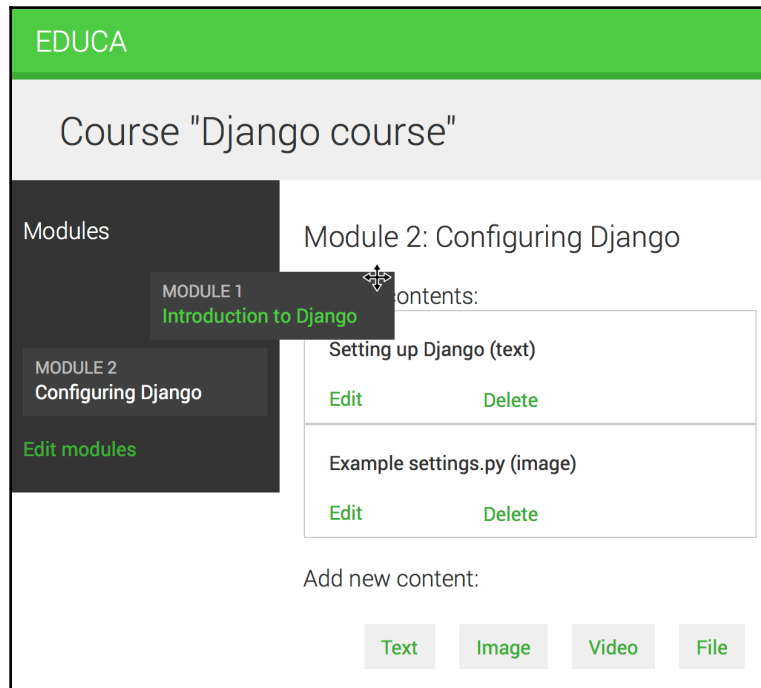 EDUCA
Course "Django course"
Modules
MODULE 1
Introduction to Django
MODULE 2
Configuring Django
Edit modules
Module 2: Configuring Django
contents:
Setting up Django (text)
Edit Delete
Example settings.py (image)
Edit Delete
Add new content:
Text Image Video File